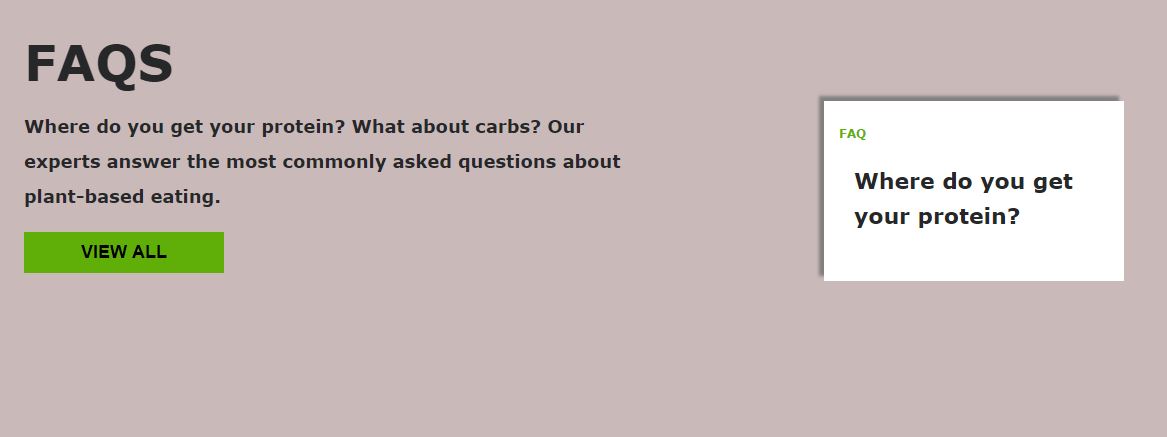 FAQS
Where do you get your protein? What about carbs? Our
experts answer the most commonly asked questions about
plant-based eating.
VIEW ALL
FAQ
Where do you get
your protein?